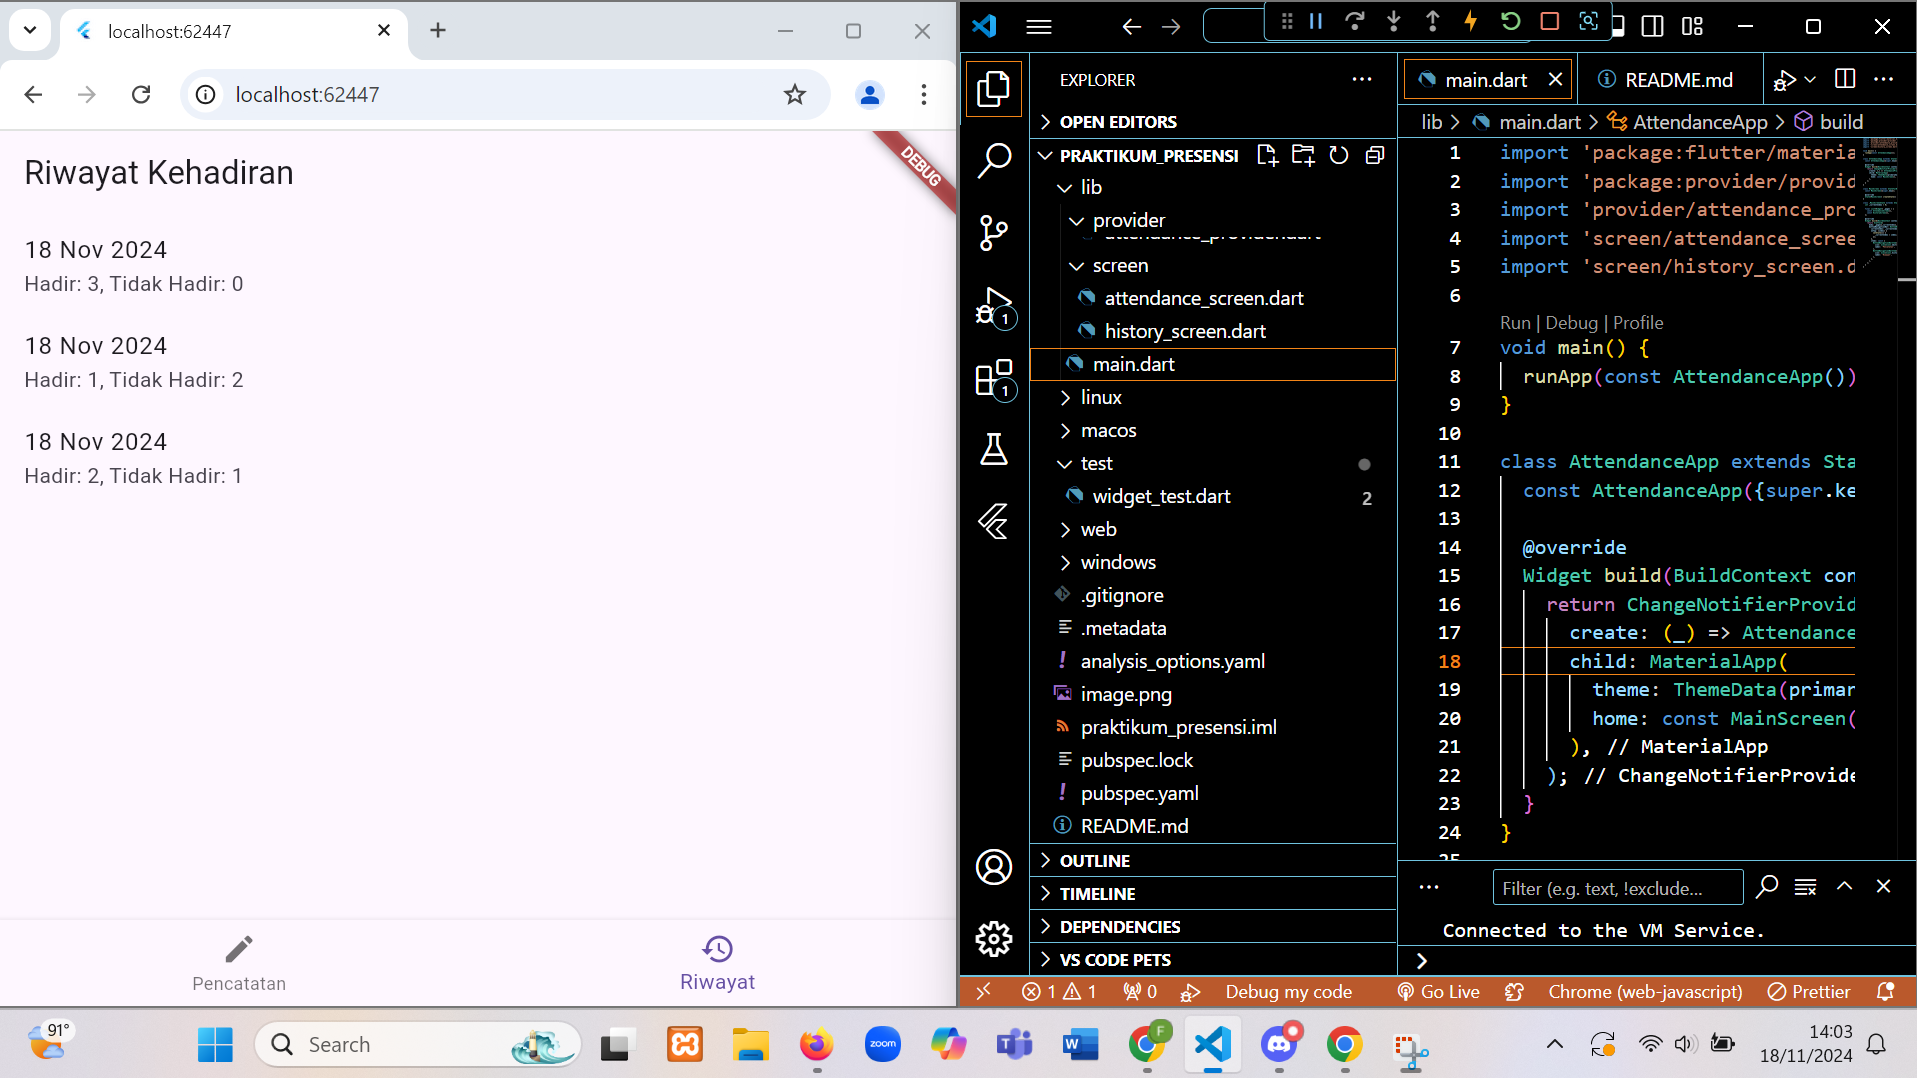 localhost:62447
localhost:62447
DEBUG
Riwayat Kehadiran
18 Nov 2024
Hadir: 3, Tidak Hadir: 0
18 Nov 2024
Hadir: 1, Tidak Hadir: 2
18 Nov 2024
Hadir: 2, Tidak Hadir: 1
Pencatatan
Riwayat
EXPLORER
OPEN EDITORS
PRAKTIKUM_PRESENSI
lib
provider
attendance_provider.dart
screen
attendance_screen.dart
history_screen.dart
main.dart
linux
macos
test
widget_test.dart 2
web
windows
.gitignore
.metadata
analysis_options.yaml
image.png
praktikum_presensi.iml
pubspec.lock
pubspec.yaml
README.md
OUTLINE
TIMELINE
DEPENDENCIES
VS CODE PETS
1
1
main.dart
README.md
lib > main.dart > AttendanceApp > build
1 import 'package:flutter/materia
2 import 'package:provider/provid
3 import 'provider/attendance_pro
4 import 'screen/attendance_scree
5 import 'screen/history_screen.d
6
Run | Debug | Profile
7 void main() {
8 runApp(const AttendanceApp())
9 }
10
11 class AttendanceApp extends Sta
12 const AttendanceApp({super.ke
13
14 @override
15 Widget build(BuildContext con
16 return ChangeNotifierProvid
17 create: (_) => Attendance
18 child: MaterialApp(
19 theme: ThemeData(primar
20 home: const MainScreen(
21 ), // MaterialApp
22 ); // ChangeNotifierProvide
23 }
24 }
25
Filter (e.g. text, !exclude...
Connected to the VM Service.
1 1 0 Debug my code Go Live Chrome (web-javascript) Prettier
91°
Search
zoom
F
14:03
18/11/2024